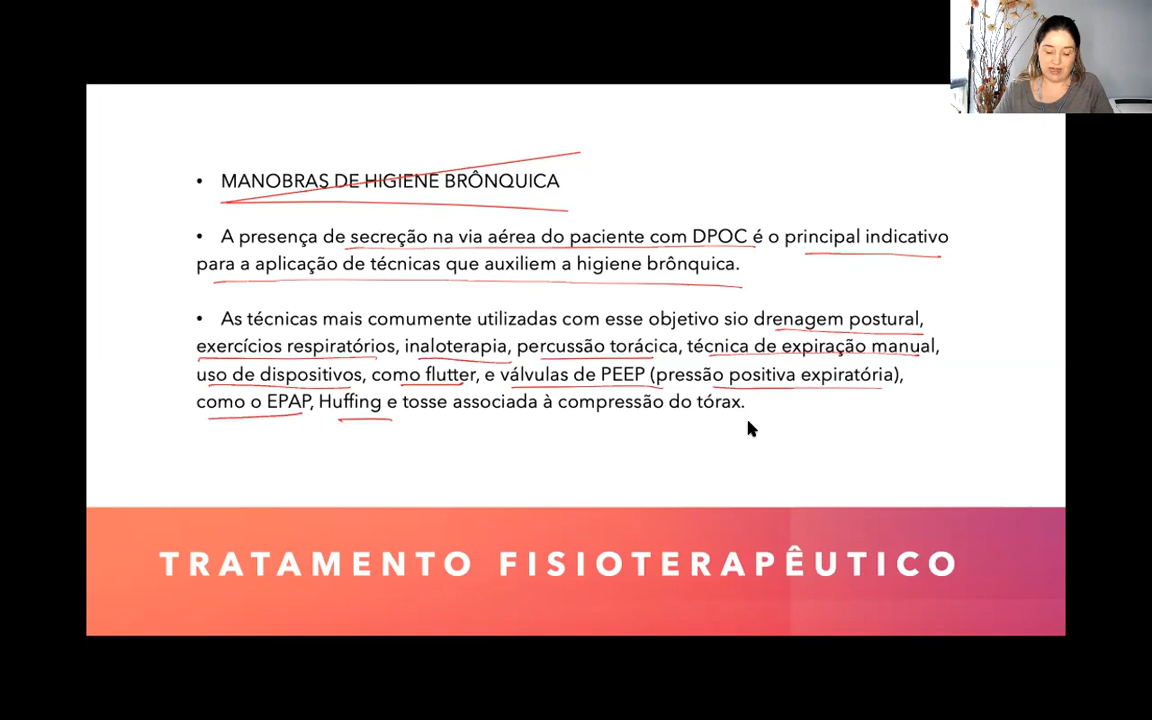 • MANOBRAS DE HIGIENE BRÔNQUICA
• A presença de secreção na via aérea do paciente com DPOC é o principal indicativo
para a aplicação de técnicas que auxiliem a higiene brônquica.
• As técnicas mais comumente utilizadas com esse objetivo sio drenagem postural,
exercícios respiratórios, inaloterapia, percussão torácica, técnica de expiração manual,
uso de dispositivos, como flutter, e válvulas de PEEP (pressão positiva expiratória),
como o EPAP, Huffing e tosse associada à compressão do tórax.
TRATAMENTO FISIOTERAPÊUTICO